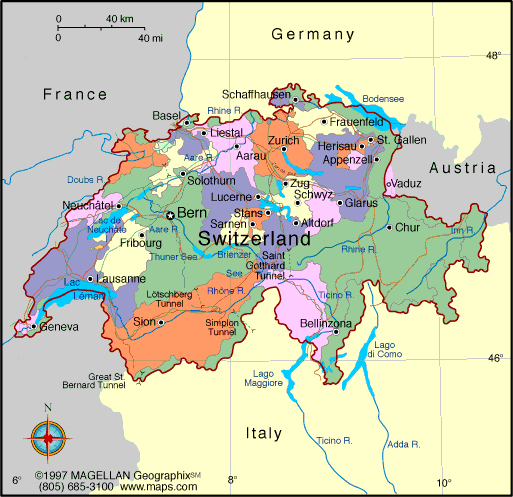 40 km
0
0
40 mi
48°
Germany
France
Schaffhausen
Bodensee
Rhine R.
Basel
Frauenfeld
Liestal
St. Gallen
Zurich
Herisau
Aarau
Aare R.
Appenzell
Austria
Doubs R.
Solothurn
Zug
Vaduz
Lucerne
Schwyz
Neuchâtel
Bern
Stans
Glarus
Lac de
Neuchâte
Aare R.
Sarnen
Altdorf
Chur
Inn R.
Fribourg
Switzerland
Thuner See
Brienzer
See
Saint
Gotthard
Tunnel
Rhine R.
Lausanne
Lac
Léman
Lötschberg
Tunnel
Rhône R.
Ticino R.
Geneva
Sion
Simplon
Tunnel
Bellinzona
Lago
di Como
46°
Great St.
Bernard Tunnel
Lago
Maggiore
N
Italy
Ticino R.
Adda R.
©1997 MAGELLAN Geographix℠
(805) 685-3100 www.maps.com
6°
8°
10°